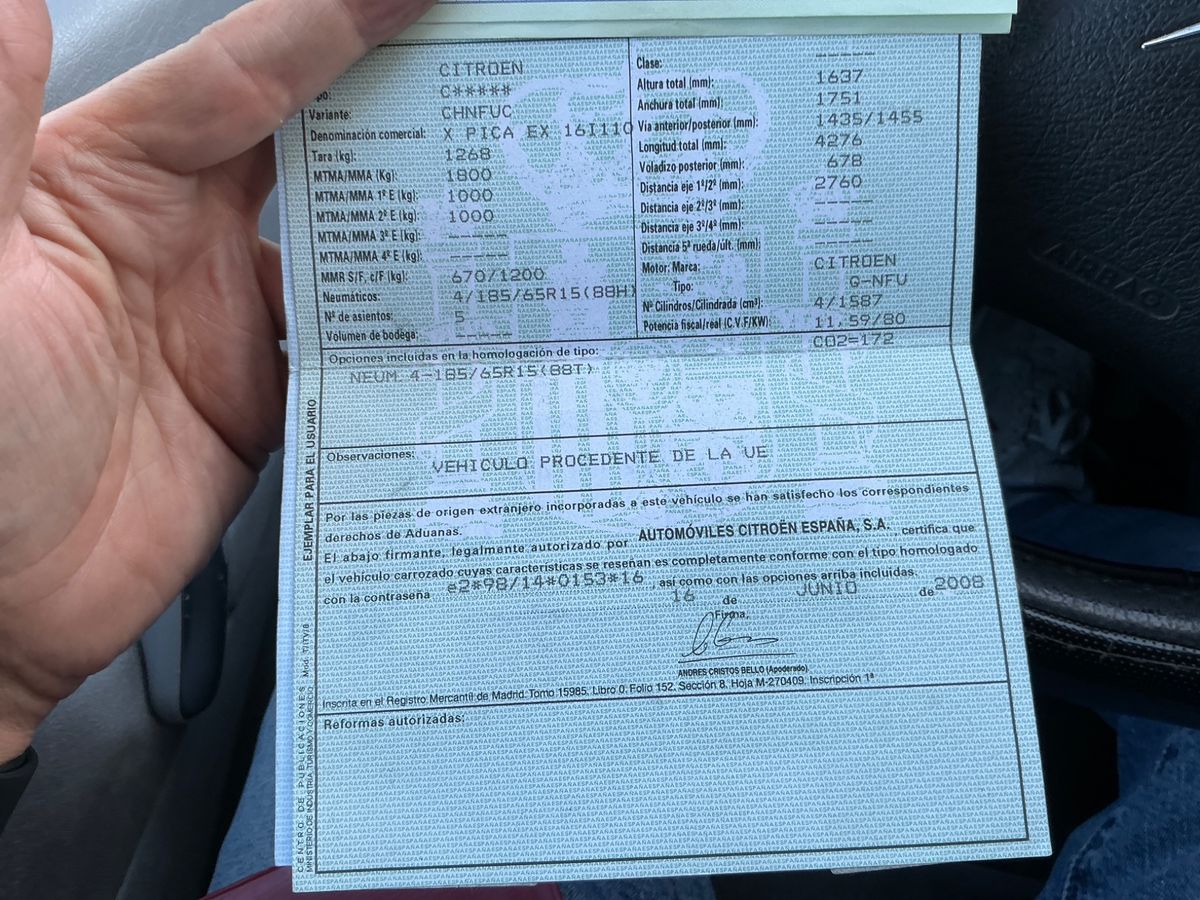 CITROEN
C*****
Variante: CHNFUC
Denominación comercial: X PICA EX 16I110
Tara (kg): 1268
MTMA/MMA (Kg): 1800
MTMA/MMA 1º E (kg): 1000
MTMA/MMA 2º E (kg): 1000
MTMA/MMA 3º E (kg): -----
MTMA/MMA 4º E (kg): -----
MMR S/F, c/F (kg): 670/1200
Neumáticos: 4/185/65R15(88H)
Nº de asientos: 5
Volumen de bodega: -----
Clase: -----
Altura total (mm): 1637
Anchura total (mm): 1751
Via anterior/posterior (mm): 1435/1455
Longitud total (mm): 4276
Voladizo posterior (mm): 678
Distancia eje 1º/2º (mm): 2760
Distancia eje 2º/3º (mm): -----
Distancia eje 3º/4º (mm): -----
Distancia 5ª rueda/últ. (mm): -----
Motor: Marca: CITROEN
Tipo: G-NFU
Nº Cilindros/Cilindrada (cm³): 4/1587
Potencia fiscal/real (C.V.F/KW): 11,59/80
CO2=172
Opciones incluidas en la homologación de tipo:
NEUM 4-185/65R15(88T)
Observaciones: VEHICULO PROCEDENTE DE LA UE
Por las piezas de origen extranjero incorporadas a este vehículo se han satisfecho los correspondientes
derechos de Aduanas.
El abajo firmante, legalmente autorizado por AUTOMÓVILES CITROËN ESPAÑA, S.A., certifica que
el vehículo carrozado cuyas características se reseñan es completamente conforme con el tipo homologado
con la contraseña e2*98/14*0153*16, así como con las opciones arriba incluidas.
16 de JUNIO de 2008
Firma,
ANDRES CRISTOS BELLO (Apoderado)
Inscrita en el Registro Mercantil de Madrid: Tomo 15985. Libro 0. Folio 152. Sección 8. Hoja M-270409. Inscripción 1ª
Reformas autorizadas:
EJEMPLAR PARA EL USUARIO
CENTRO DE PUBLICACIONES
MINISTERIO DE INDUSTRIA, TURISMO Y COMERCIO
AIRBAG